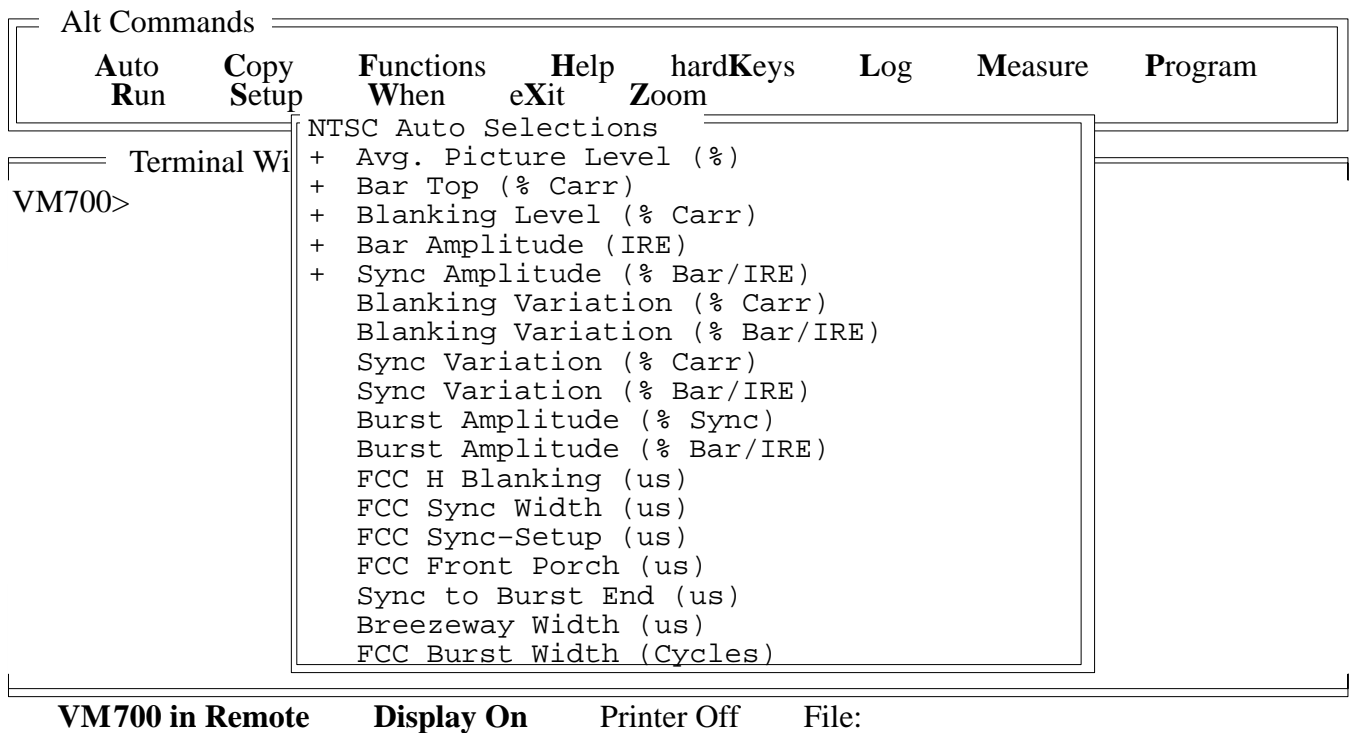 Alt Commands
Auto Copy Functions Help hardKeys Log Measure Program
Run Setup When eXit Zoom
NTSC Auto Selections
Terminal Wi
+ Avg. Picture Level (%)
+ Bar Top (% Carr)
VM700>
+ Blanking Level (% Carr)
+ Bar Amplitude (IRE)
+ Sync Amplitude (% Bar/IRE)
Blanking Variation (% Carr)
Blanking Variation (% Bar/IRE)
Sync Variation (% Carr)
Sync Variation (% Bar/IRE)
Burst Amplitude (% Sync)
Burst Amplitude (% Bar/IRE)
FCC H Blanking (us)
FCC Sync Width (us)
FCC Sync-Setup (us)
FCC Front Porch (us)
Sync to Burst End (us)
Breezeway Width (us)
FCC Burst Width (Cycles)
VM700 in Remote Display On Printer Off File: